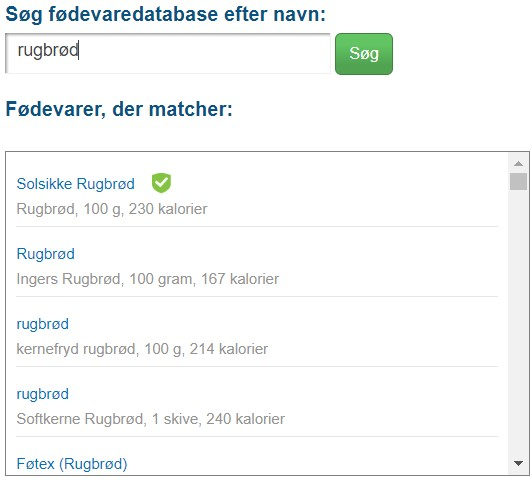 Søg fødevaredatabase efter navn:
rugbrød
Søg
Fødevarer, der matcher:
Solsikke Rugbrød
Rugbrød, 100 g, 230 kalorier
Rugbrød
Ingers Rugbrød, 100 gram, 167 kalorier
rugbrød
kernefryd rugbrød, 100 g, 214 kalorier
rugbrød
Softkerne Rugbrød, 1 skive, 240 kalorier
Føtex (Rugbrød)